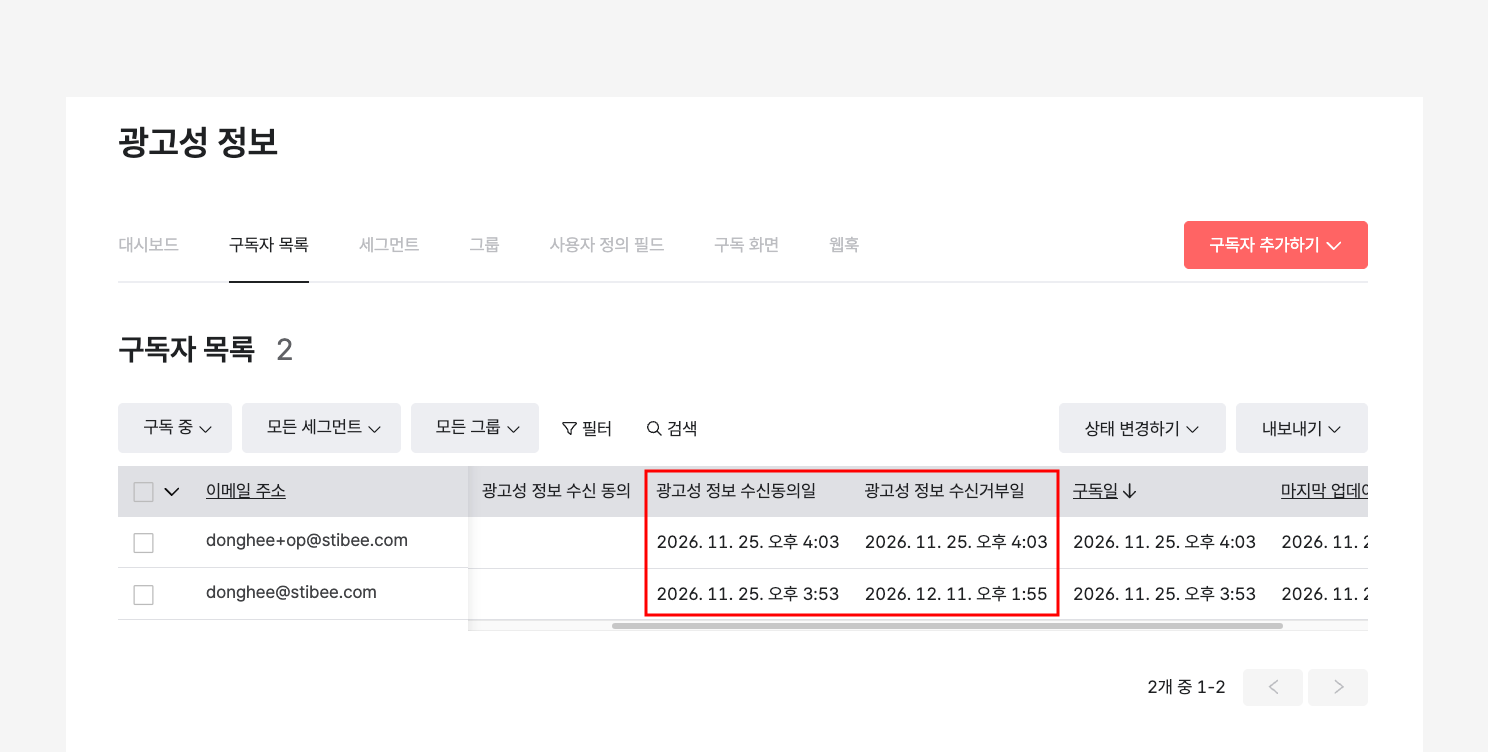 광고성 정보
대시보드 구독자 목록 세그먼트 그룹 사용자 정의 필드 구독 화면 웹훅 구독자 추가하기
구독자 목록 2
구독 중 모든 세그먼트 모든 그룹 필터 검색 상태 변경하기 내보내기
이메일 주소 광고성 정보 수신 동의 광고성 정보 수신동의일 광고성 정보 수신거부일 구독일 마지막
donghee+op@stibee.com 2026. 11. 25. 오후 4:03 2026. 11. 25. 오후 4:03 2026. 11. 25. 오후 4:03 2026. 11.
donghee@stibee.com 2026. 11. 25. 오후 3:53 2026. 12. 11. 오후 1:55 2026. 11. 25. 오후 3:53 2026. 11.
2개 중 1-2